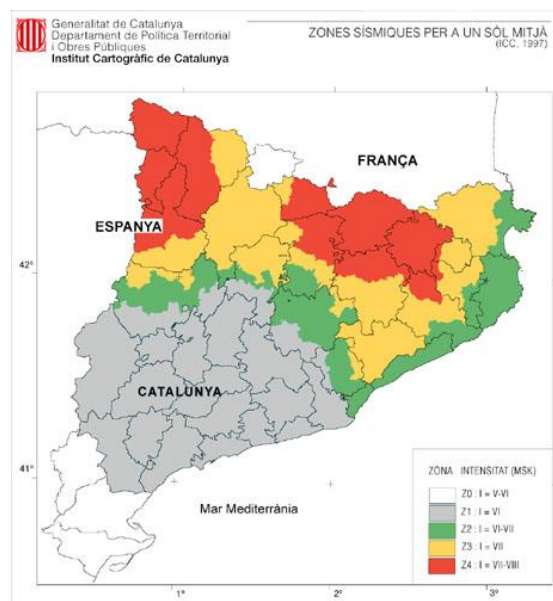 Generalitat de Catalunya
Departament de Política Territorial
i Obres Públiques
Institut Cartogràfic de Catalunya
ZONES SÍSMIQUES PER A UN SÒL MITJÀ
(ICC, 1997)
FRANÇA
ESPANYA
42°
CATALUNYA
41°
Mar Mediterrània
ZONA INTENSITAT (MSK)
Z0 : I = V-VI
Z1 : I = VI
Z2 : I = VI-VII
Z3 : I = VII
Z4 : I = VII-VIII
1° 2° 3°